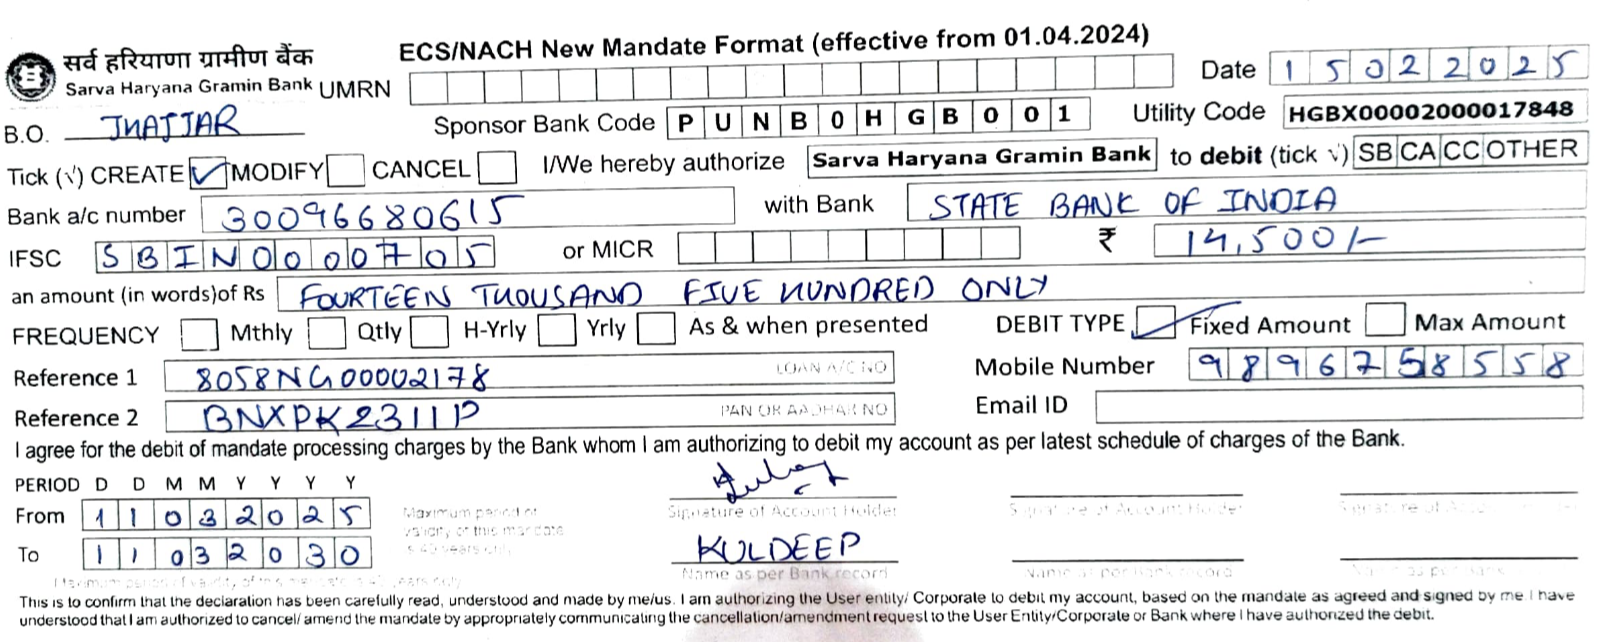 ECS/NACH New Mandate Format (effective from 01.04.2024)
सर्व हरियाणा ग्रामीण बैंक
Sarva Haryana Gramin Bank UMRN Date 15022025
B.O. JHAJJAR Sponsor Bank Code PUNB0HGB001 Utility Code HGBX00002000017848
Tick (√) CREATE ✓ MODIFY CANCEL I/We hereby authorize Sarva Haryana Gramin Bank to debit (tick √) SB CA CC OTHER
Bank a/c number 30096680615 with Bank STATE BANK OF INDIA
IFSC SBIN0000705 or MICR ₹ 14,500/-
an amount (in words)of Rs FOURTEEN THOUSAND FIVE HUNDRED ONLY
FREQUENCY Mthly Qtly H-Yrly Yrly As & when presented DEBIT TYPE ✓ Fixed Amount Max Amount
Reference 1 8058NG00002178 LOAN A/C NO Mobile Number 9896758558
Reference 2 BNXPK2311P PAN OR AADHAR NO Email ID
I agree for the debit of mandate processing charges by the Bank whom I am authorizing to debit my account as per latest schedule of charges of the Bank.
PERIOD D D M M Y Y Y Y
From 11032025 Maximum period of validity of this mandate is 40 years only
Signature of Account Holder Signature of Account Holder Signature of
To 11032030 KULDEEP
Maximum period of validity of this mandate is 40 years only Name as per Bank record Name as per Bank record Name as per Bank
This is to confirm that the declaration has been carefully read, understood and made by me/us. I am authorizing the User entity/ Corporate to debit my account, based on the mandate as agreed and signed by me I have
understood that I am authorized to cancel/ amend the mandate by appropriately communicating the cancellation/amendment request to the User Entity/Corporate or Bank where I have authorized the debit.